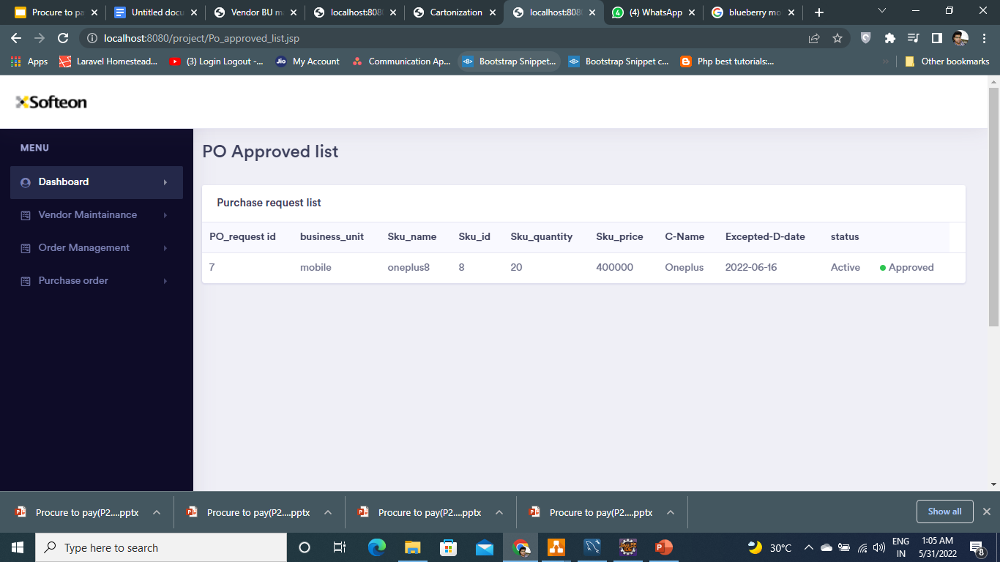 Procure to pa
Untitled docu
Vendor BU ma
localhost:808
Cartonization
localhost:808
(4) WhatsApp
blueberry mo
localhost:8080/project/Po_approved_list.jsp
Apps
Laravel Homestead...
(3) Login Logout -...
Jio
My Account
Communication Ap...
Bootstrap Snippet...
Bootstrap Snippet c...
Php best tutorials:...
Other bookmarks
Softeon
MENU
Dashboard
Vendor Maintainance
Order Management
Purchase order
PO Approved list
Purchase request list
PO_request id business_unit Sku_name Sku_id Sku_quantity Sku_price C-Name Excepted-D-date status
7 mobile oneplus8 8 20 400000 Oneplus 2022-06-16 Active Approved
Procure to pay(P2....pptx
Procure to pay(P2....pptx
Procure to pay(P2....pptx
Procure to pay(P2....pptx
Show all
Type here to search
30°C
ENG
IN
1:05 AM
5/31/2022
8